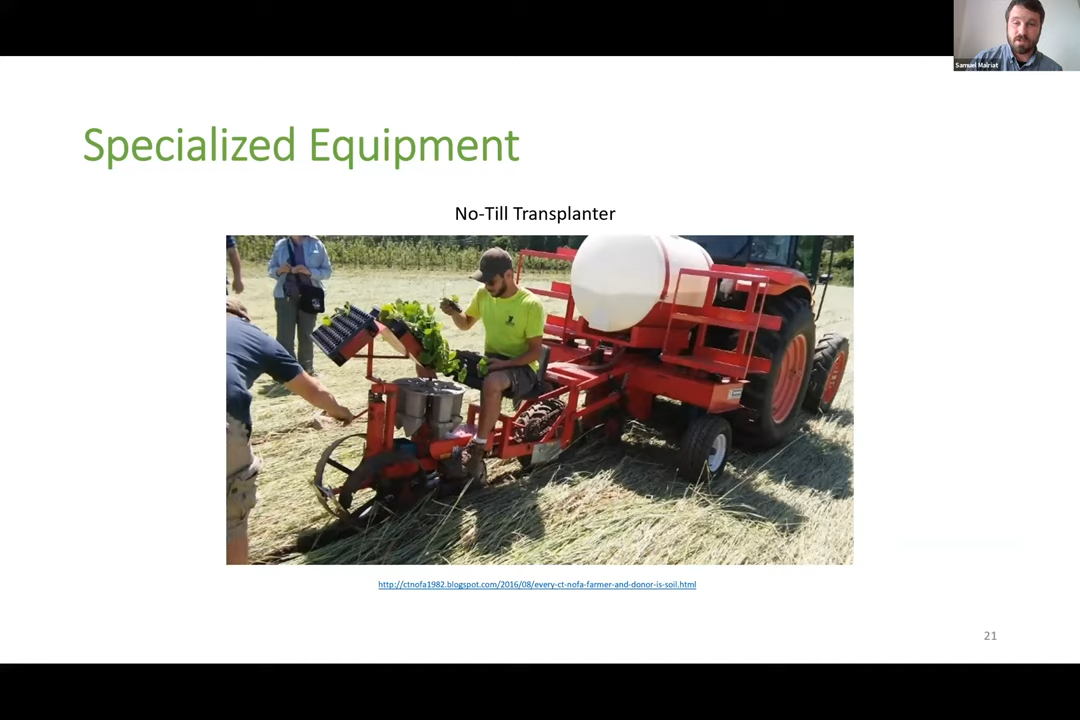 Samuel Malriat
Specialized Equipment
No-Till Transplanter
http://ctnofa1982.blogspot.com/2016/08/every-ct-nofa-farmer-and-donor-is-soil.html
21